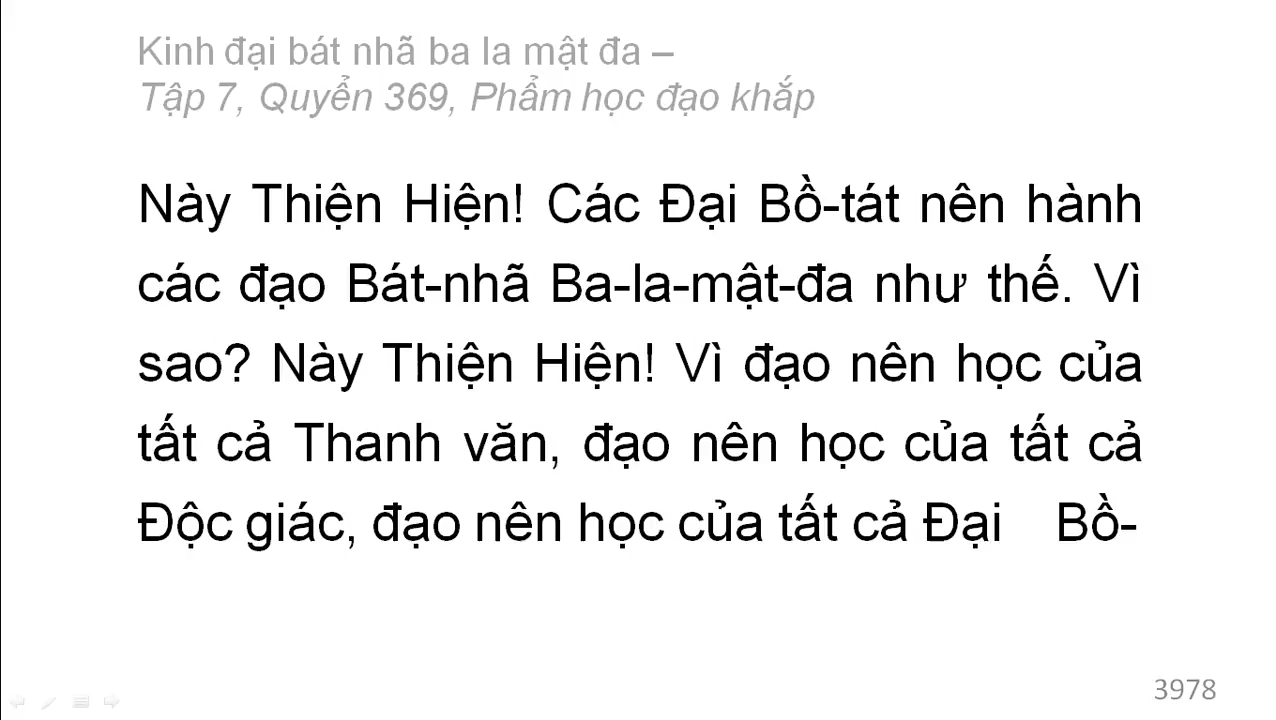 Kinh đại bát nhã ba la mật đa –
Tập 7, Quyển 369, Phẩm học đạo khắp
Này Thiện Hiện! Các Đại Bồ-tát nên hành
các đạo Bát-nhã Ba-la-mật-đa như thế. Vì
sao? Này Thiện Hiện! Vì đạo nên học của
tất cả Thanh văn, đạo nên học của tất cả
Độc giác, đạo nên học của tất cả Đại Bồ-
3978